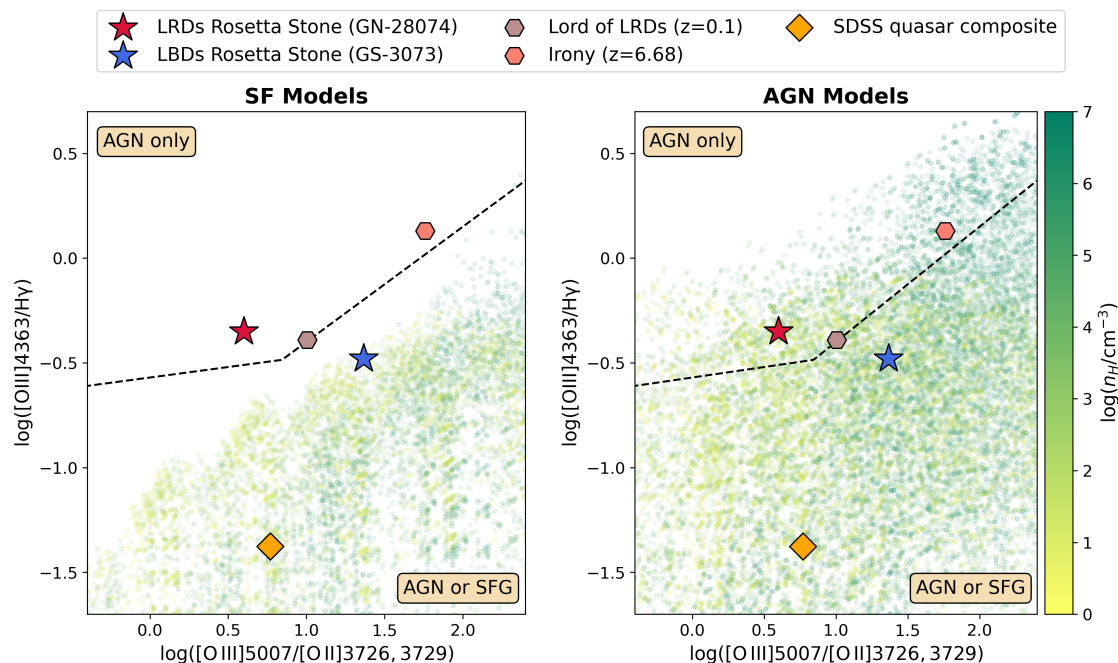 LRDs Rosetta Stone (GN-28074)
LBDs Rosetta Stone (GS-3073)
Lord of LRDs (z=0.1)
Irony (z=6.68)
SDSS quasar composite
SF Models
AGN only
AGN or SFG
0.5
0.0
−0.5
−1.0
−1.5
log([OIII]4363/Hγ)
0.0 0.5 1.0 1.5 2.0
log([OIII]5007/[OII]3726, 3729)
AGN Models
AGN only
AGN or SFG
0.5
0.0
−0.5
−1.0
−1.5
log([OIII]4363/Hγ)
0.0 0.5 1.0 1.5 2.0
log([OIII]5007/[OII]3726, 3729)
7
6
5
4
3
2
1
0
log(n_H/cm⁻³)